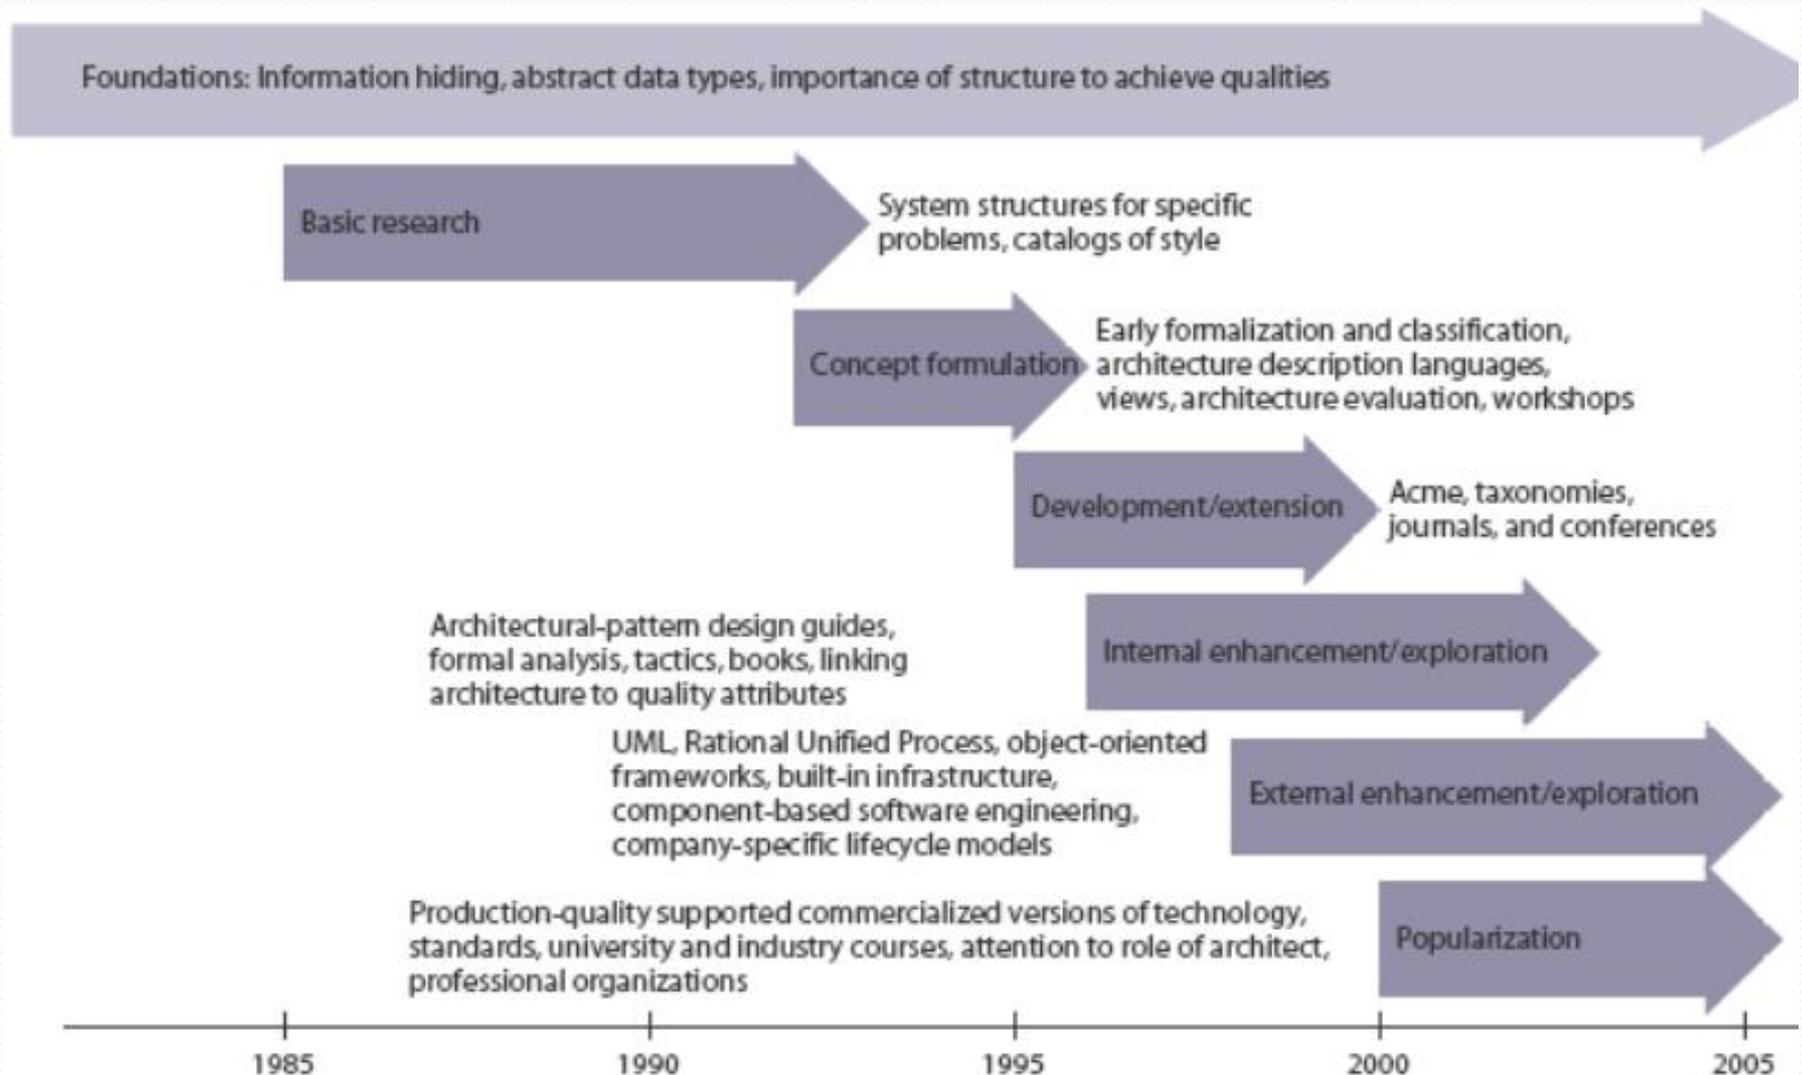 Foundations: Information hiding, abstract data types, importance of structure to achieve qualities
Basic research
System structures for specific
problems, catalogs of style
Concept formulation
Early formalization and classification,
architecture description languages,
views, architecture evaluation, workshops
Development/extension
Acme, taxonomies,
journals, and conferences
Architectural-pattern design guides,
formal analysis, tactics, books, linking
architecture to quality attributes
Internal enhancement/exploration
UML, Rational Unified Process, object-oriented
frameworks, built-in infrastructure,
component-based software engineering,
company-specific lifecycle models
External enhancement/exploration
Production-quality supported commercialized versions of technology,
standards, university and industry courses, attention to role of architect,
professional organizations
Popularization
1985 1990 1995 2000 2005